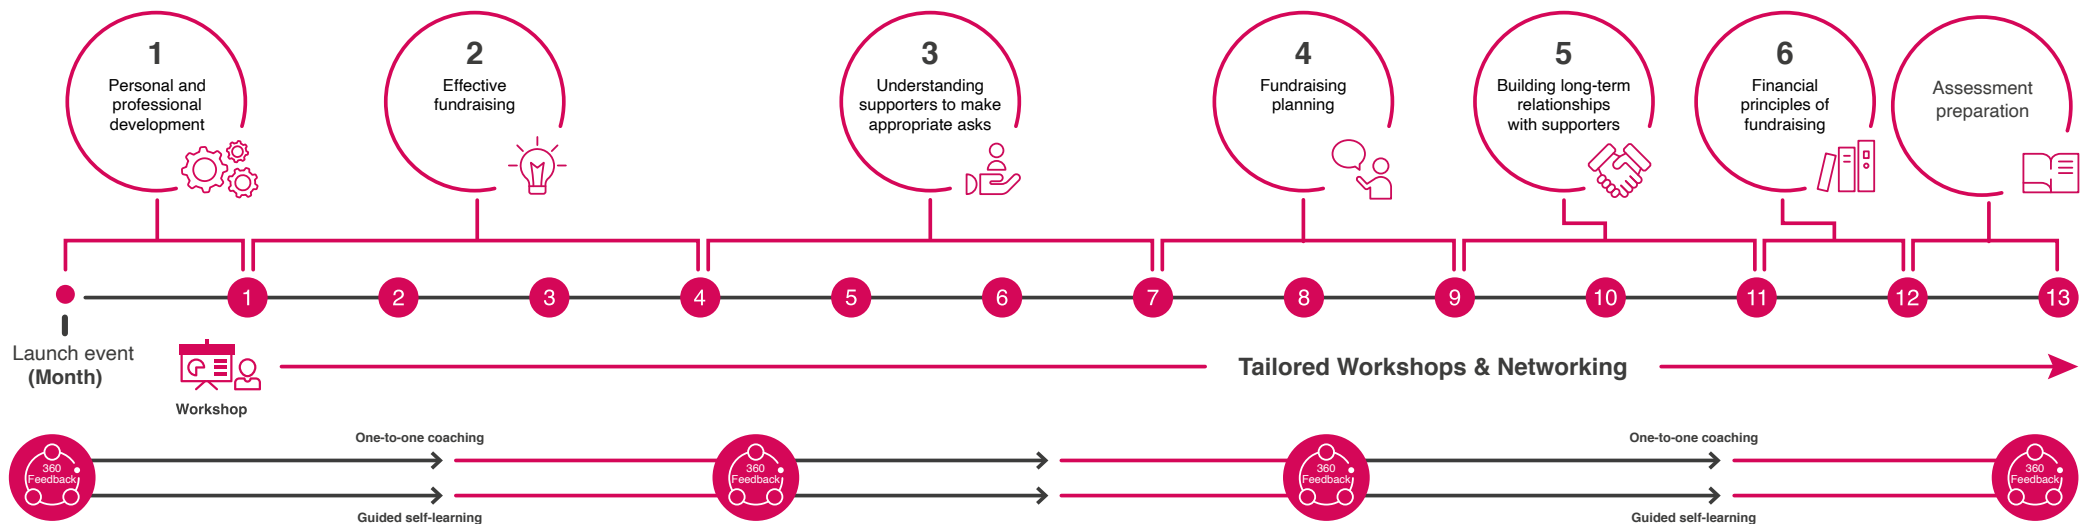 1
Personal and
professional
development
2
Effective
fundraising
3
Understanding
supporters to make
appropriate asks
4
Fundraising
planning
5
Building long-term
relationships
with supporters
6
Financial
principles of
fundraising
Assessment
preparation
1 2 3 4 5 6 7 8 9 10 11 12 13
Launch event
(Month)
Workshop
Tailored Workshops & Networking
One-to-one coaching
One-to-one coaching
360
Feedback
360
Feedback
360
Feedback
360
Feedback
Guided self-learning
Guided self-learning